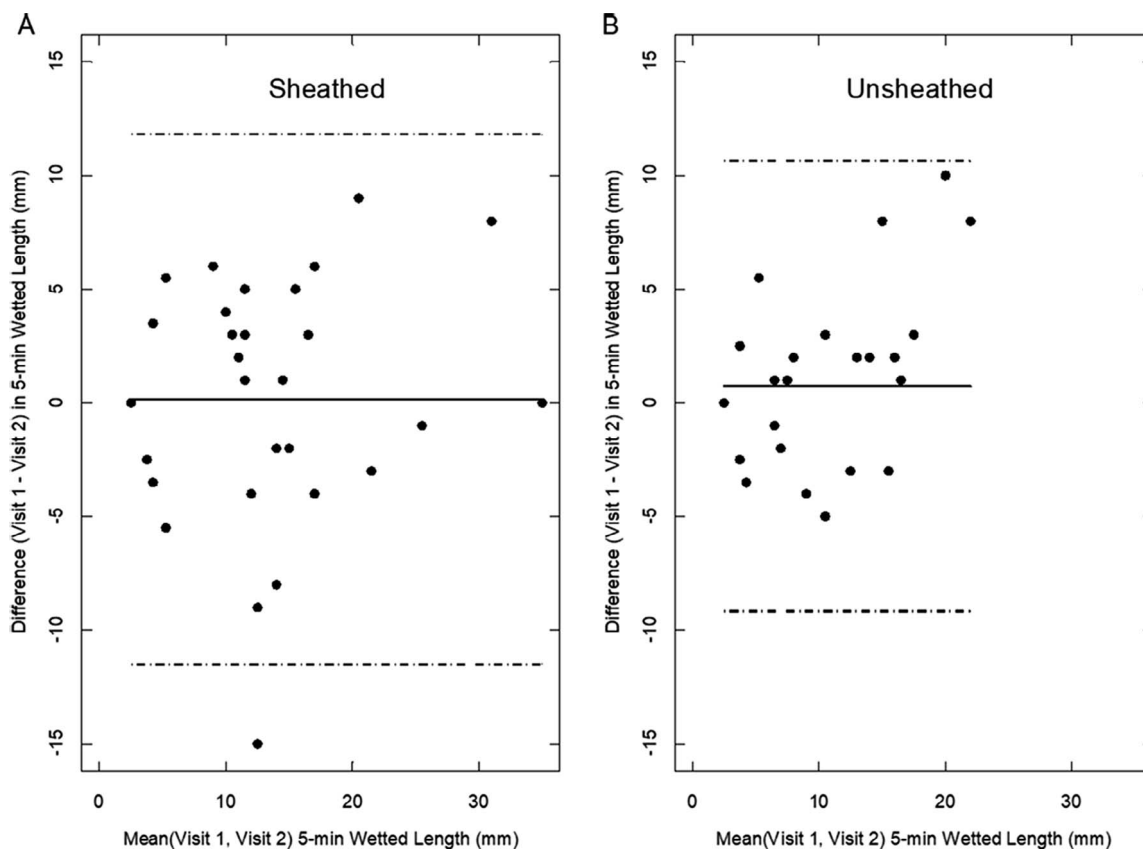 A
Sheathed
Difference (Visit 1 - Visit 2) in 5-min Wetted Length (mm)
15
10
5
0
-5
-10
-15
0 10 20 30
Mean(Visit 1, Visit 2) 5-min Wetted Length (mm)
B
Unsheathed
Difference (Visit 1 - Visit 2) in 5-min Wetted Length (mm)
15
10
5
0
-5
-10
-15
0 10 20 30
Mean(Visit 1, Visit 2) 5-min Wetted Length (mm)